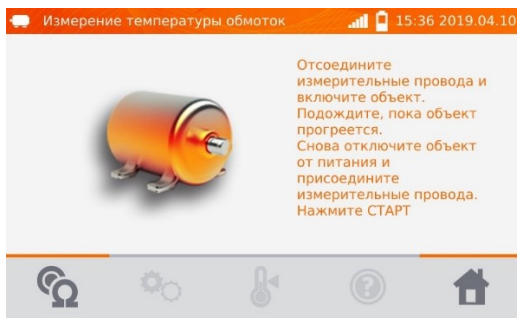 Измерение температуры обмоток 15:36 2019.04.10
Отсоедините
измерительные провода и
включите объект.
Подождите, пока объект
прогреется.
Снова отключите объект
от питания и
присоедините
измерительные провода.
Нажмите СТАРТ